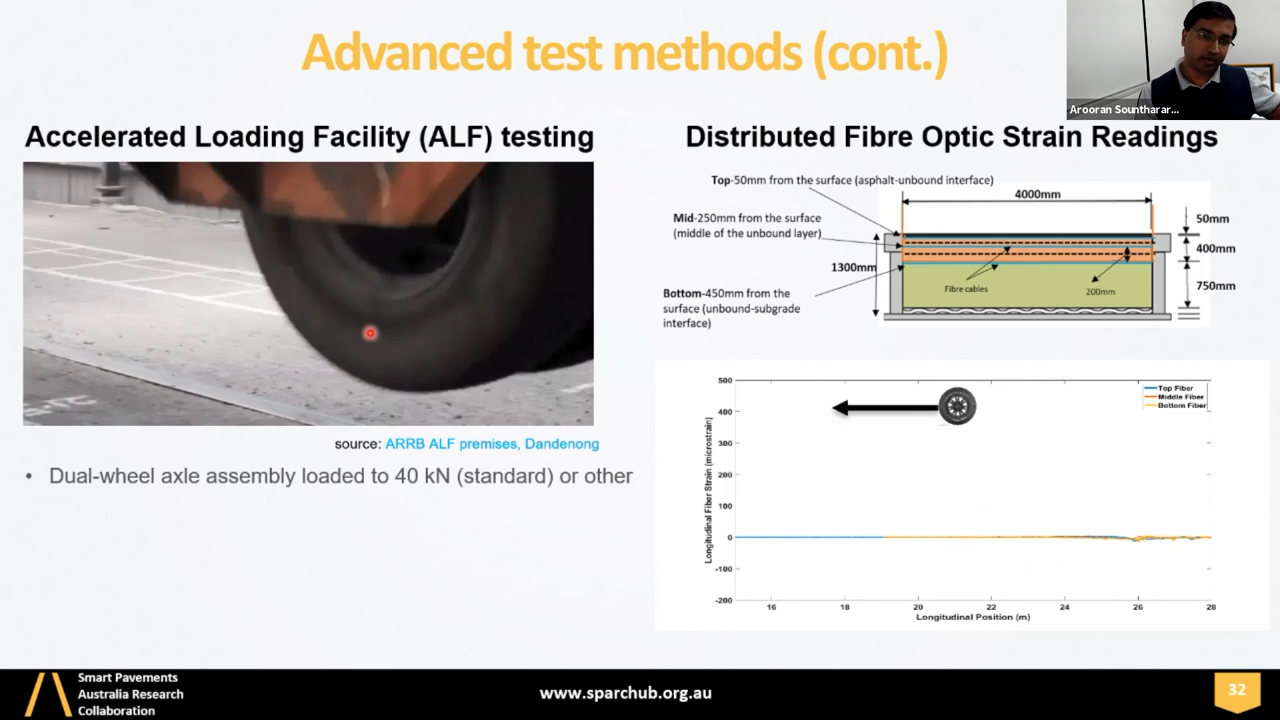 Advanced test methods (cont.)
Arooran Sountharar...
Accelerated Loading Facility (ALF) testing
source: ARRB ALF premises, Dandenong
• Dual-wheel axle assembly loaded to 40 kN (standard) or other
Distributed Fibre Optic Strain Readings
Top-50mm from the surface (asphalt-unbound interface)
4000mm
Mid-250mm from the surface
(middle of the unbound layer)
50mm
400mm
1300mm
750mm
Fibre cables
200mm
Bottom-450mm from the
surface (unbound-subgrade
interface)
500
400
300
200
100
0
-100
-200
Longitudinal Fiber Strain (microstrain)
Top Fiber
Middle Fiber
Bottom Fiber
16 18 20 22 24 26 28
Longitudinal Position (m)
Smart Pavements
Australia Research
Collaboration
www.sparchub.org.au
32